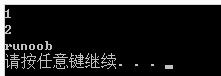 1
2
runoob
请按任意键继续. . .